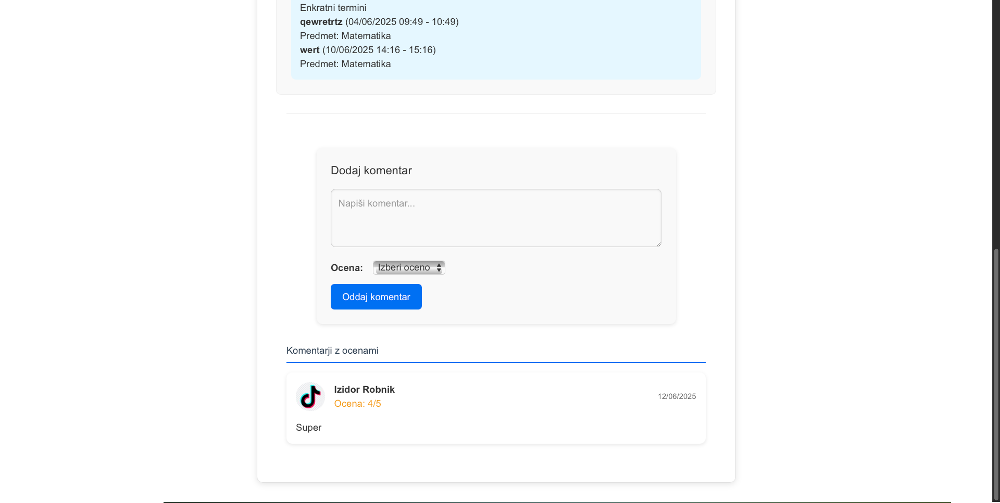 Enkratni termini
qewretrtz (04/06/2025 09:49 - 10:49)
Predmet: Matematika
wert (10/06/2025 14:16 - 15:16)
Predmet: Matematika
Dodaj komentar
Napiši komentar...
Ocena: Izberi oceno
Oddaj komentar
Komentarji z ocenami
Izidor Robnik
Ocena: 4/5
12/06/2025
Super